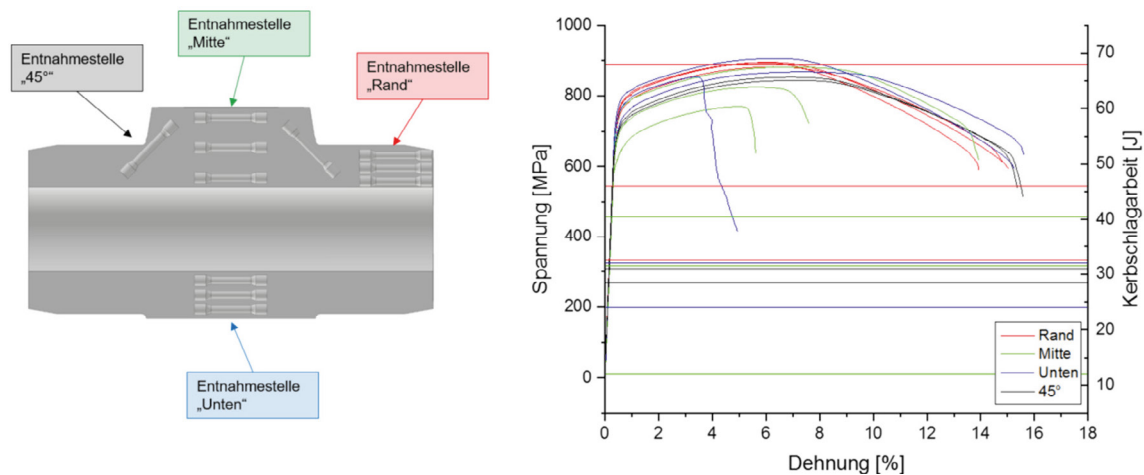 Entnahmestelle
„Mitte“
Entnahmestelle
„45°“
Entnahmestelle
„Rand“
Entnahmestelle
„Unten“
Spannung [MPa]
1000
800
600
400
200
0
0
2
4
6
8
10
12
14
16
18
Dehnung [%]
70
60
50
40
30
20
10
Kerbschlagarbeit [J]
Rand
Mitte
Unten
45°